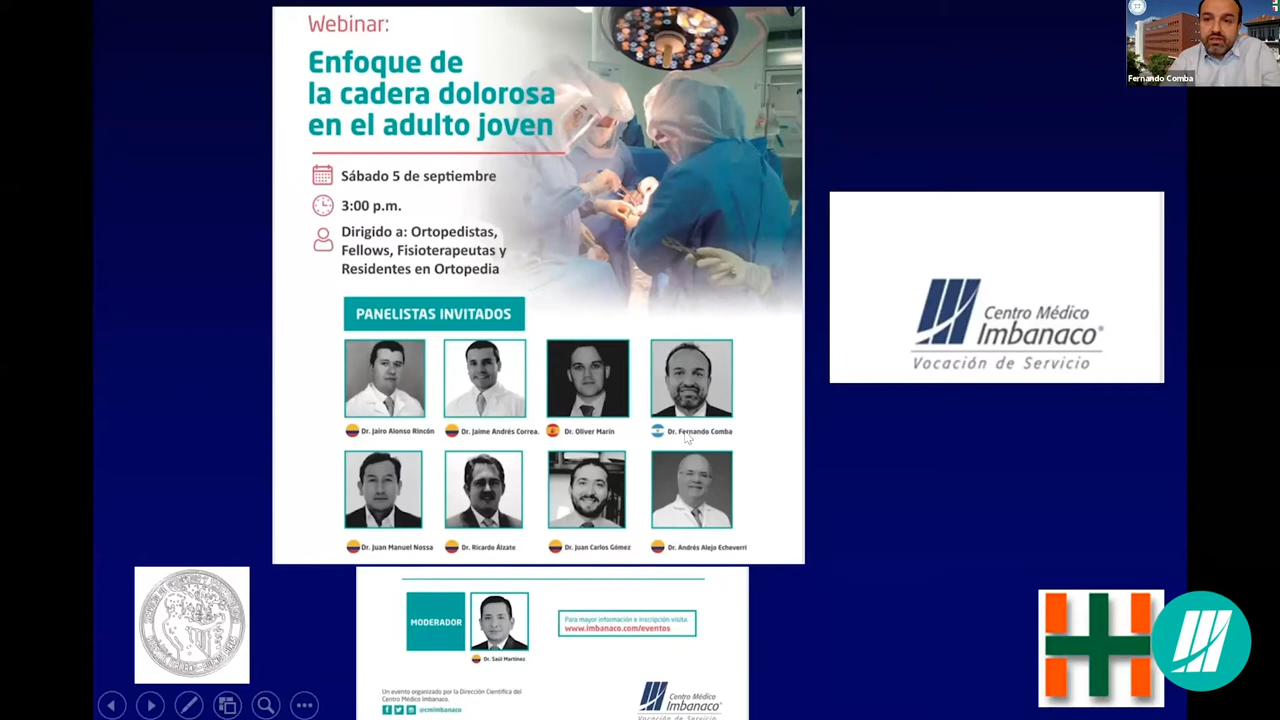 Webinar:
Enfoque de
la cadera dolorosa
en el adulto joven
Sábado 5 de septiembre
3:00 p.m.
Dirigido a: Ortopedistas,
Fellows, Fisioterapeutas y
Residentes en Ortopedia
PANELISTAS INVITADOS
Dr. Jairo Alonso Rincón
Dr. Jaime Andrés Correa.
Dr. Oliver Marín
Dr. Fernando Comba
Dr. Juan Manuel Nossa
Dr. Ricardo Álzate
Dr. Juan Carlos Gómez
Dr. Andrés Alejo Echeverri
MODERADOR
Dr. Saúl Martínez
Para mayor información e inscripción visita:
www.imbanaco.com/eventos
Un evento organizado por la Dirección Científica del
Centro Médico Imbanaco.
@cmimbanaco
Centro Médico
Imbanaco
Vocación de Servicio
Fernando Comba
Centro Médico
Imbanaco®
Vocación de Servicio